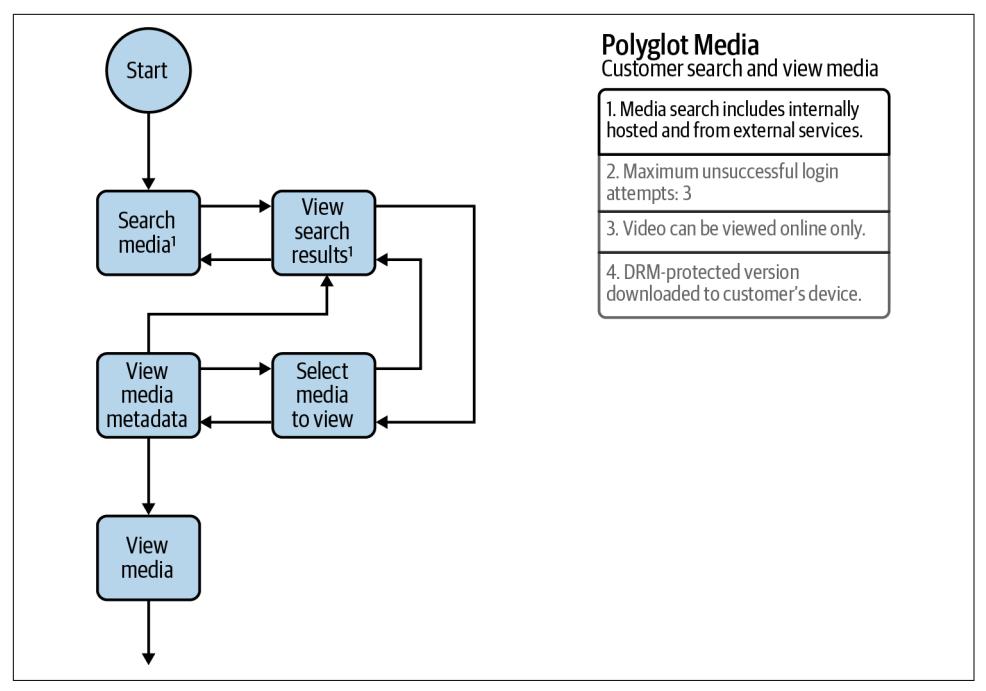 Start
Search
media¹
View
search
results¹
View
media
metadata
Select
media
to view
View
media
Polyglot Media
Customer search and view media
1. Media search includes internally
hosted and from external services.
2. Maximum unsuccessful login
attempts: 3
3. Video can be viewed online only.
4. DRM-protected version
downloaded to customer's device.